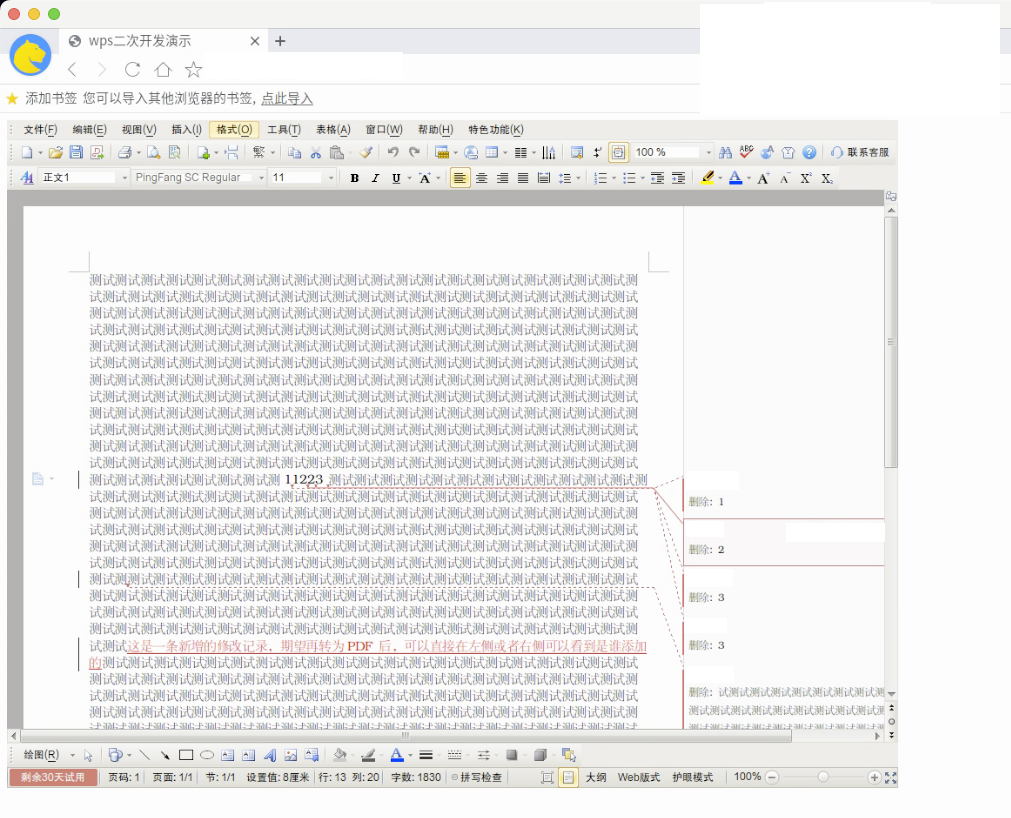 wps二次开发演示
添加书签 您可以导入其他浏览器的书签, 点此导入
文件(F) 编辑(E) 视图(V) 插入(I) 格式(O) 工具(T) 表格(A) 窗口(W) 帮助(H) 特色功能(K)
100 % 联系客服
正文1 PingFang SC Regular 11 B I U A
测试测试测试测试测试测试测试测试测试测试测试测试测试测试测试测试测试测试测试测试测试测
试测试测试测试测试测试测试测试测试测试测试测试测试测试测试测试测试测试测试测试测试测试
测试测试测试测试测试测试测试测试测试测试测试测试测试测试测试测试测试测试测试测试测试测
试测试测试测试测试测试测试测试测试测试测试测试测试测试测试测试测试测试测试测试测试测试
测试测试测试测试测试测试测试测试测试测试测试测试测试测试测试测试测试测试测试测试测试测
试测试测试测试测试测试测试测试测试测试测试测试测试测试测试测试测试测试测试测试测试测试
测试测试测试测试测试测试测试测试测试测试测试测试测试测试测试测试测试测试测试测试测试测
试测试测试测试测试测试测试测试测试测试测试测试测试测试测试测试测试测试测试测试测试测试
测试测试测试测试测试测试测试测试测试测试测试测试测试测试测试测试测试测试测试测试测试测
试测试测试测试测试测试测试测试测试测试测试测试测试测试测试测试测试测试测试测试测试测试
测试测试测试测试测试测试测试测试测试测试测试测试测试测试测试测试测试测试测试测试测试测
试测试测试测试测试测试测试测试测试测试测试测试测试测试测试测试测试测试测试测试测试测试
测试测试测试测试测试测试测试测 11223 测试测试测试测试测试测试测试测试测试测试测试测试测
试测试测试测试测试测试测试测试测试测试测试测试测试测试测试测试测试测试测试测试测试测试
测试测试测试测试测试测试测试测试测试测试测试测试测试测试测试测试测试测试测试测试测试测
试测试测试测试测试测试测试测试测试测试测试测试测试测试测试测试测试测试测试测试测试测试
测试测试测试测试测试测试测试测试测试测试测试测试测试测试测试测试测试测试测试测试测试测
试测试测试测试测试测试测试测试测试测试测试测试测试测试测试测试测试测试测试测试测试测试
测试测测试测试测试测试测试测试测试测试测试测试测试测试测试测试测试测试测试测试测试测试
测试测试测试测试测试测试测试测试测试测试测试测试测试测试测试测试测试测试测试测试测试测
试测试测试测试测试测试测试测试测试测试测试测试测试测试测试测试测试测试测试测试测试测试
测试测试测试测试测试测试测试测试测试测试测试测试测试测试测试测试测试测试测试测试测试测
试测试这是一条新增的修改记录，期望再转为 PDF 后，可以直接在左侧或者右侧可以看到是谁添加
的测试测试测试测试测试测试测试测试测试测试测试测试测试测试测试测试测试测试测试测试测试
测试测试测试测试测试测试测试测试测试测试测试测试测试测试测试测试测试测试测试测试测试测
试测试测试测试测试测试测试测试测试测试测试测试测试测试测试测试测试测试测试测试测试测试
测试测试测试测试测试测试测试测试测试测试测试测试测试测试测试测试测试测试测试测试测试测
删除: 1
删除: 2
删除: 3
删除: 3
删除: 试测试测试测试测试测试测试测试测
测试测试测试测试测试测试测试测试测试测
绘图(R)
剩余30天试用 页码: 1 页面: 1/1 节: 1/1 设置值: 8厘米 行: 13 列: 20 字数: 1830 拼写检查 大纲 Web版式 护眼模式 100%